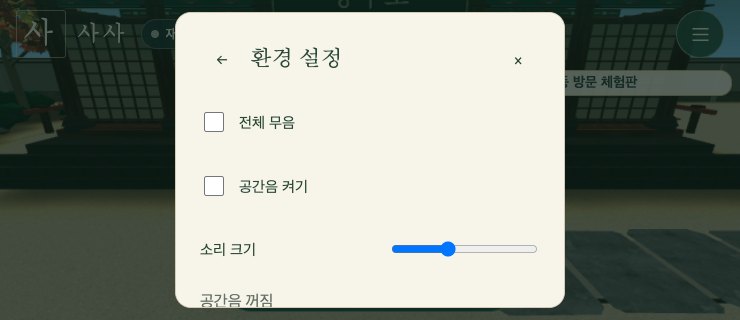 사 사사
방문 체험판
← 환경 설정 ×
전체 무음
공간음 켜기
소리 크기
공간음 꺼짐